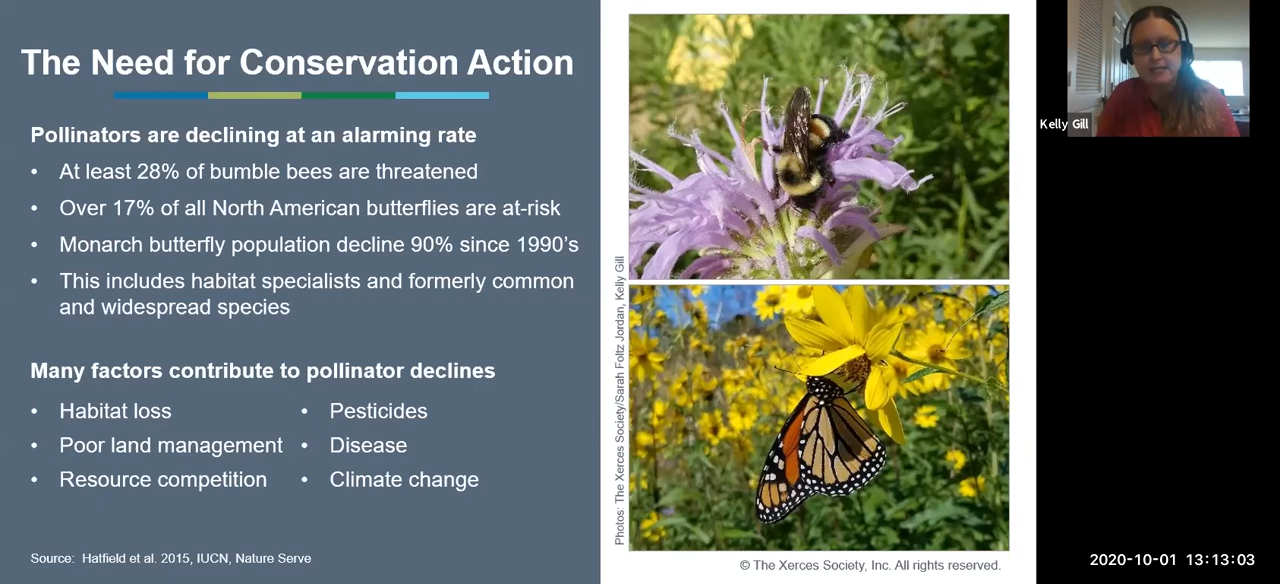 The Need for Conservation Action
Pollinators are declining at an alarming rate
• At least 28% of bumble bees are threatened
• Over 17% of all North American butterflies are at-risk
• Monarch butterfly population decline 90% since 1990’s
• This includes habitat specialists and formerly common
and widespread species
Many factors contribute to pollinator declines
• Habitat loss
• Poor land management
• Resource competition
• Pesticides
• Disease
• Climate change
Source: Hatfield et al. 2015, IUCN, Nature Serve
Photos: The Xerces Society/Sarah Foltz Jordan, Kelly Gill
© The Xerces Society, Inc. All rights reserved.
Kelly Gill
2020-10-01 13:13:03